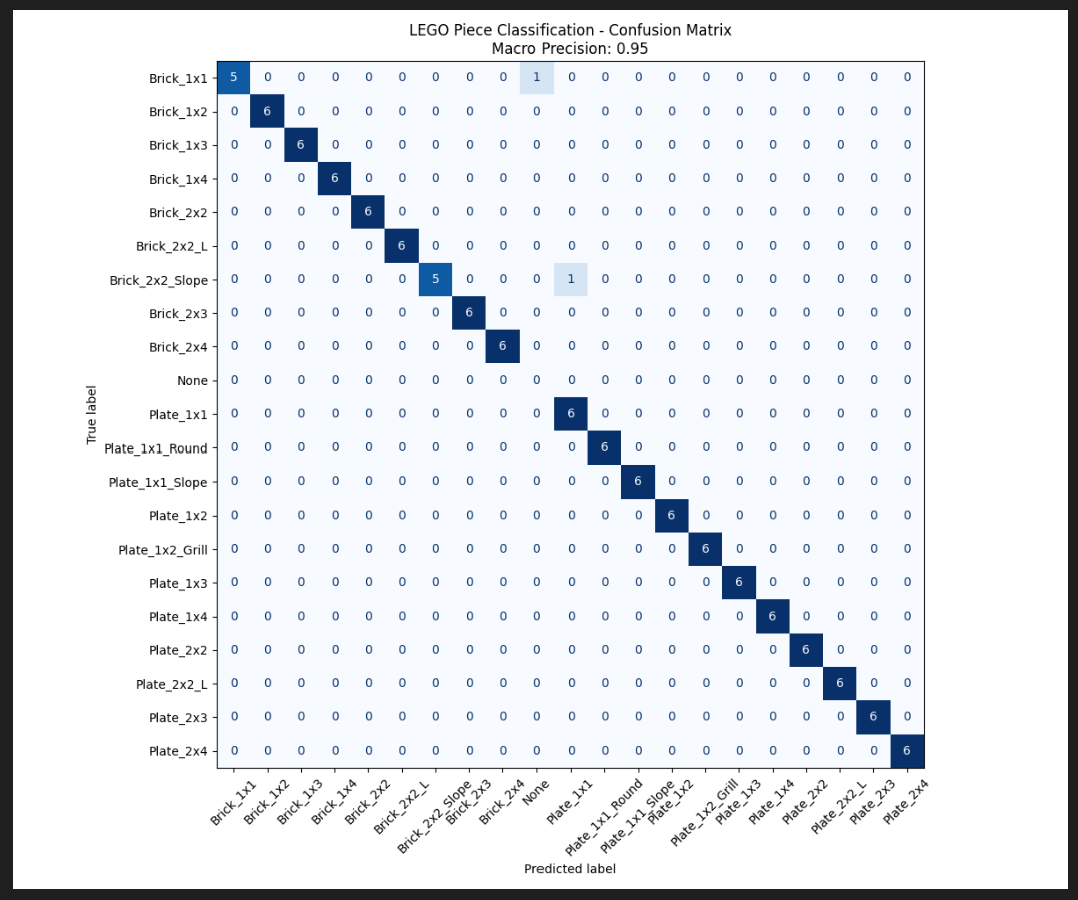 LEGO Piece Classification - Confusion Matrix
Macro Precision: 0.95
Brick_1x1 5 0 0 0 0 0 0 0 0 1 0 0 0 0 0 0 0 0 0 0 0
Brick_1x2 0 6 0 0 0 0 0 0 0 0 0 0 0 0 0 0 0 0 0 0 0
Brick_1x3 0 0 6 0 0 0 0 0 0 0 0 0 0 0 0 0 0 0 0 0 0
Brick_1x4 0 0 0 6 0 0 0 0 0 0 0 0 0 0 0 0 0 0 0 0 0
Brick_2x2 0 0 0 0 6 0 0 0 0 0 0 0 0 0 0 0 0 0 0 0 0
Brick_2x2_L 0 0 0 0 0 6 0 0 0 0 0 0 0 0 0 0 0 0 0 0 0
Brick_2x2_Slope 0 0 0 0 0 0 5 0 0 0 1 0 0 0 0 0 0 0 0 0 0
Brick_2x3 0 0 0 0 0 0 0 6 0 0 0 0 0 0 0 0 0 0 0 0 0
Brick_2x4 0 0 0 0 0 0 0 0 6 0 0 0 0 0 0 0 0 0 0 0 0
None 0 0 0 0 0 0 0 0 0 0 0 0 0 0 0 0 0 0 0 0 0
Plate_1x1 0 0 0 0 0 0 0 0 0 0 6 0 0 0 0 0 0 0 0 0 0
Plate_1x1_Round 0 0 0 0 0 0 0 0 0 0 0 6 0 0 0 0 0 0 0 0 0
Plate_1x1_Slope 0 0 0 0 0 0 0 0 0 0 0 0 6 0 0 0 0 0 0 0 0
Plate_1x2 0 0 0 0 0 0 0 0 0 0 0 0 0 6 0 0 0 0 0 0 0
Plate_1x2_Grill 0 0 0 0 0 0 0 0 0 0 0 0 0 0 6 0 0 0 0 0 0
Plate_1x3 0 0 0 0 0 0 0 0 0 0 0 0 0 0 0 6 0 0 0 0 0
Plate_1x4 0 0 0 0 0 0 0 0 0 0 0 0 0 0 0 0 6 0 0 0 0
Plate_2x2 0 0 0 0 0 0 0 0 0 0 0 0 0 0 0 0 0 6 0 0 0
Plate_2x2_L 0 0 0 0 0 0 0 0 0 0 0 0 0 0 0 0 0 0 6 0 0
Plate_2x3 0 0 0 0 0 0 0 0 0 0 0 0 0 0 0 0 0 0 0 6 0
Plate_2x4 0 0 0 0 0 0 0 0 0 0 0 0 0 0 0 0 0 0 0 0 6
True label
Brick_1x1
Brick_1x2
Brick_1x3
Brick_1x4
Brick_2x2
Brick_2x2_L
Brick_2x2_Slope
Brick_2x3
Brick_2x4
None
Plate_1x1
Plate_1x1_Round
Plate_1x1_Slope
Plate_1x2
Plate_1x2_Grill
Plate_1x3
Plate_1x4
Plate_2x2
Plate_2x2_L
Plate_2x3
Plate_2x4
Predicted label